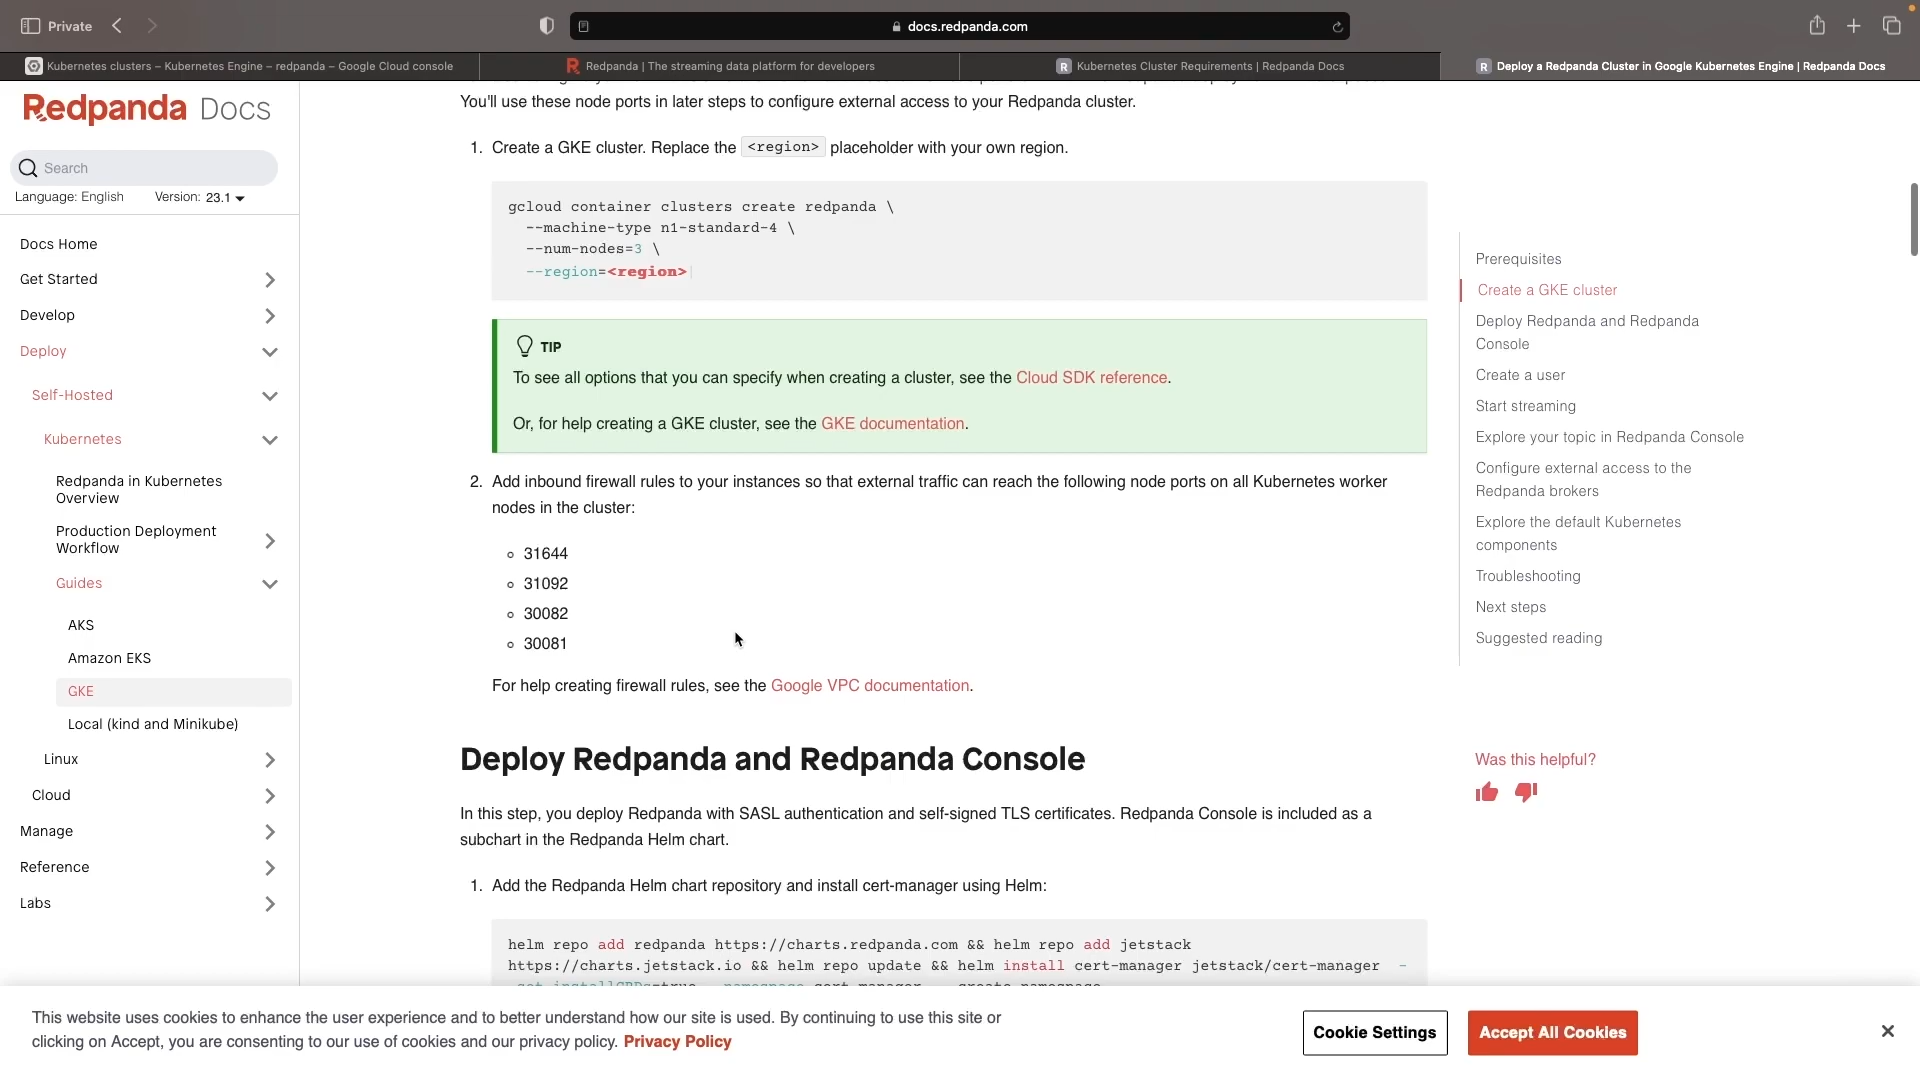 Private
docs.redpanda.com
Kubernetes clusters – Kubernetes Engine – redpanda – Google Cloud console
Redpanda | The streaming data platform for developers
Kubernetes Cluster Requirements | Redpanda Docs
Deploy a Redpanda Cluster in Google Kubernetes Engine | Redpanda Docs
Redpanda Docs
Search
Language: English
Version: 23.1
Docs Home
Get Started
Develop
Deploy
Self-Hosted
Kubernetes
Redpanda in Kubernetes
Overview
Production Deployment
Workflow
Guides
AKS
Amazon EKS
GKE
Local (kind and Minikube)
Linux
Cloud
Manage
Reference
Labs
You'll use these node ports in later steps to configure external access to your Redpanda cluster.
1. Create a GKE cluster. Replace the <region> placeholder with your own region.
gcloud container clusters create redpanda \
--machine-type n1-standard-4 \
--num-nodes=3 \
--region=<region>
TIP
To see all options that you can specify when creating a cluster, see the Cloud SDK reference.
Or, for help creating a GKE cluster, see the GKE documentation.
2. Add inbound firewall rules to your instances so that external traffic can reach the following node ports on all Kubernetes worker
nodes in the cluster:
31644
31092
30082
30081
For help creating firewall rules, see the Google VPC documentation.
Deploy Redpanda and Redpanda Console
In this step, you deploy Redpanda with SASL authentication and self-signed TLS certificates. Redpanda Console is included as a
subchart in the Redpanda Helm chart.
1. Add the Redpanda Helm chart repository and install cert-manager using Helm:
helm repo add redpanda https://charts.redpanda.com && helm repo add jetstack
https://charts.jetstack.io && helm repo update && helm install cert-manager jetstack/cert-manager -
Prerequisites
Create a GKE cluster
Deploy Redpanda and Redpanda
Console
Create a user
Start streaming
Explore your topic in Redpanda Console
Configure external access to the
Redpanda brokers
Explore the default Kubernetes
components
Troubleshooting
Next steps
Suggested reading
Was this helpful?
This website uses cookies to enhance the user experience and to better understand how our site is used. By continuing to use this site or
clicking on Accept, you are consenting to our use of cookies and our privacy policy. Privacy Policy
Cookie Settings
Accept All Cookies